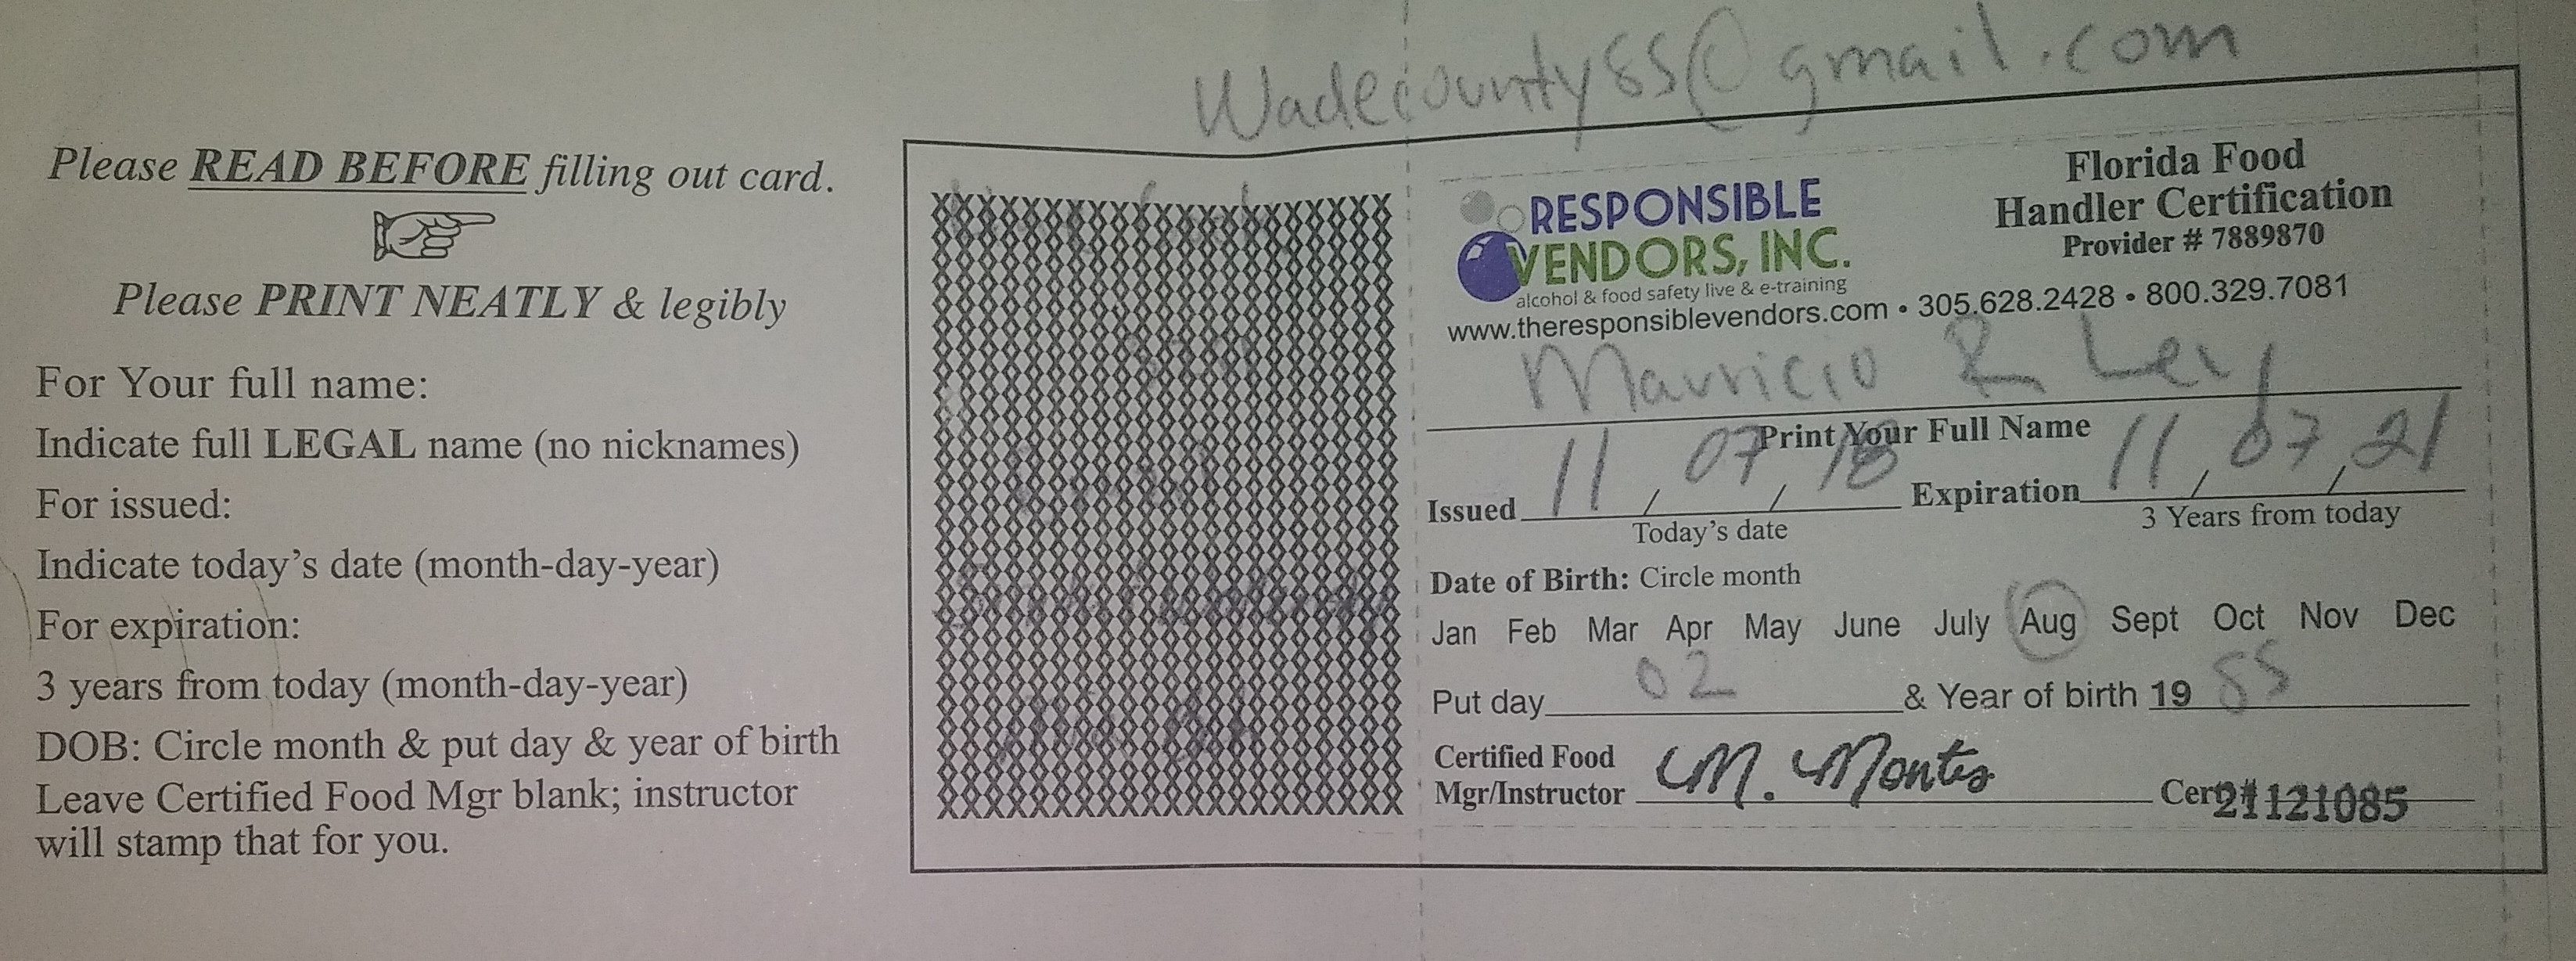 Wadecounty85@gmail.com
Please READ BEFORE filling out card.
Please PRINT NEATLY & legibly
For Your full name:
Indicate full LEGAL name (no nicknames)
For issued:
Indicate today's date (month-day-year)
For expiration:
3 years from today (month-day-year)
DOB: Circle month & put day & year of birth
Leave Certified Food Mgr blank; instructor
will stamp that for you.
RESPONSIBLE
VENDORS, INC.
alcohol & food safety live & e-training
Florida Food
Handler Certification
Provider # 7889870
www.theresponsiblevendors.com • 305.628.2428 • 800.329.7081
Mauricio R Ley
Print Your Full Name
Issued 11/07/18 Expiration 11/07/21
Today's date 3 Years from today
Date of Birth: Circle month
Jan Feb Mar Apr May June July Aug Sept Oct Nov Dec
Put day 02 & Year of birth 19 85
Certified Food
Mgr/Instructor M. Montes Cert# 21121085